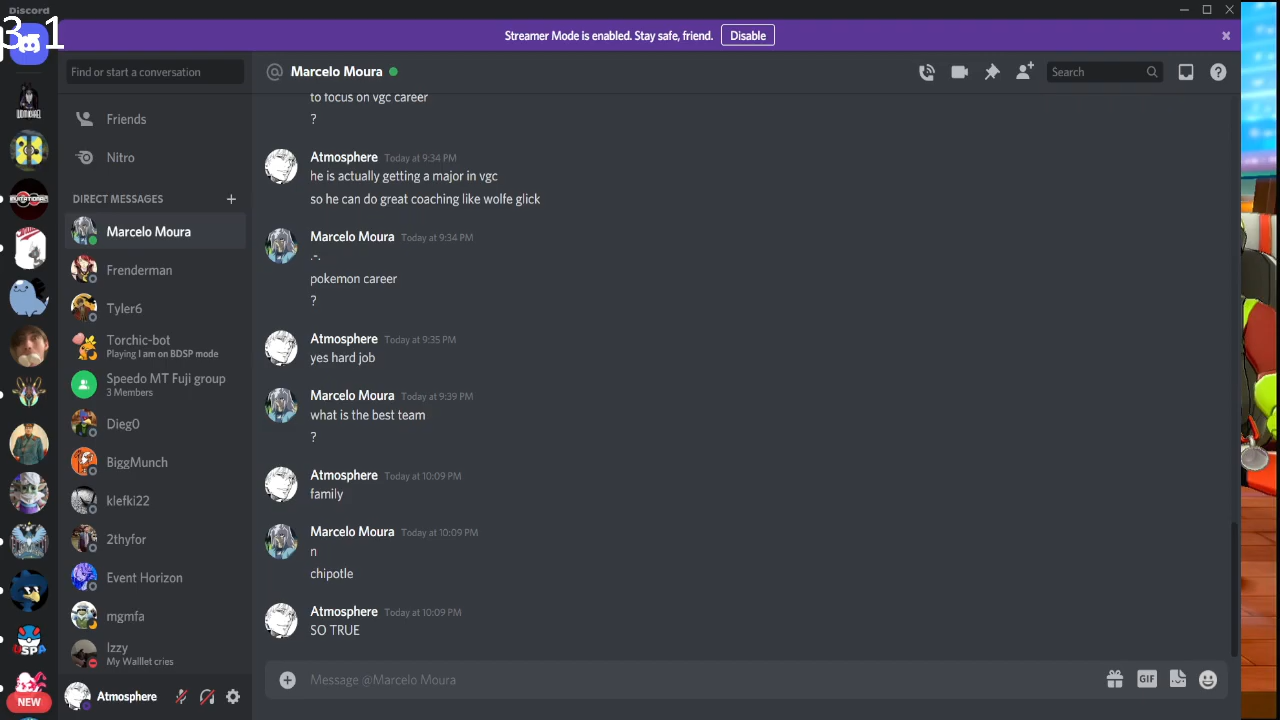 Discord
3-1
Streamer Mode is enabled. Stay safe, friend. Disable
Find or start a conversation
Marcelo Moura
Search
Friends
Nitro
DIRECT MESSAGES
Marcelo Moura
Frenderman
Tyler6
Torchic-bot
Playing I am on BDSP mode
Speedo MT Fuji group
3 Members
Dieg0
BiggMunch
klefki22
2thyfor
Event Horizon
mgmfa
Izzy
My Walllet cries
NEW
Atmosphere
to focus on vgc career
?
Atmosphere Today at 9:34 PM
he is actually getting a major in vgc
so he can do great coaching like wolfe glick
Marcelo Moura Today at 9:34 PM
.-.
pokemon career
?
Atmosphere Today at 9:35 PM
yes hard job
Marcelo Moura Today at 9:39 PM
what is the best team
?
Atmosphere Today at 10:09 PM
family
Marcelo Moura Today at 10:09 PM
n
chipotle
Atmosphere Today at 10:09 PM
SO TRUE
Message @Marcelo Moura
GIF